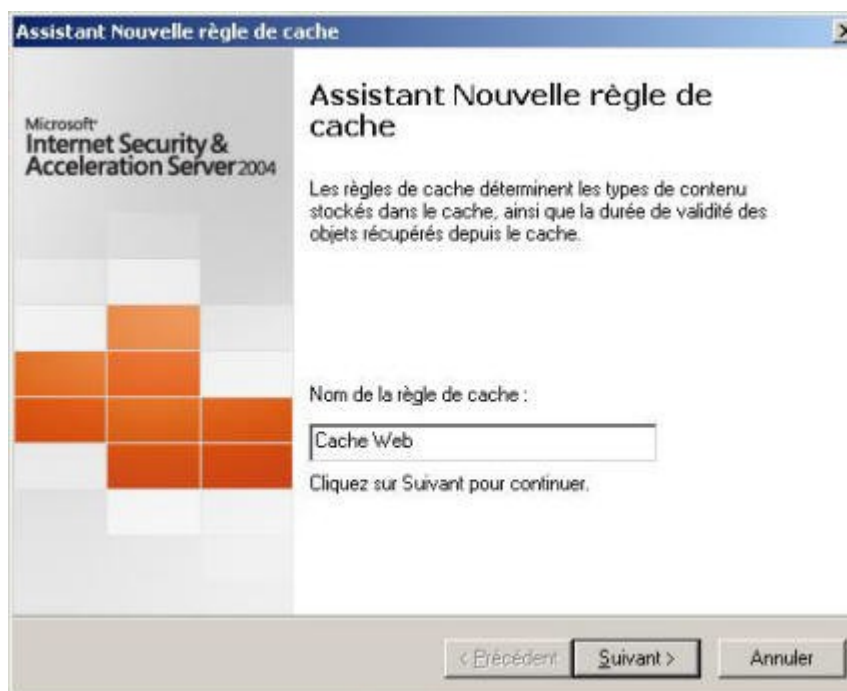 Assistant Nouvelle règle de cache
Microsoft
Internet Security &
Acceleration Server 2004
Assistant Nouvelle règle de
cache
Les règles de cache déterminent les types de contenu
stockés dans le cache, ainsi que la durée de validité des
objets récupérés depuis le cache.
Nom de la règle de cache :
Cache Web
Cliquez sur Suivant pour continuer.
< Précédent
Suivant >
Annuler